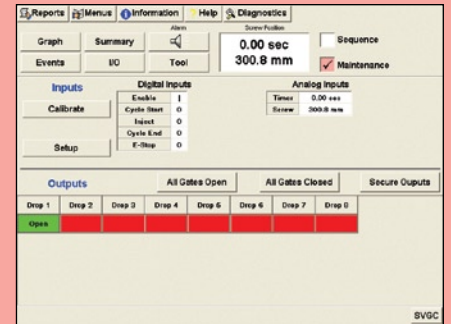 Reports Menus Information Help Diagnostics
Graph Summary Alarm Screw Position
0.00 sec Sequence
300.8 mm Maintenance
Events I/O Tool
Inputs Digital Inputs Analog Inputs
Calibrate Enable 1 Timer 0.00 sec
Cycle Start 0 Screw 300.8 mm
Inject 0
Cycle End 0
Setup E-Stop 0
Outputs All Gates Open All Gates Closed Secure Ouputs
Drop 1 Drop 2 Drop 3 Drop 4 Drop 5 Drop 6 Drop 7 Drop 8
Open
SVGC